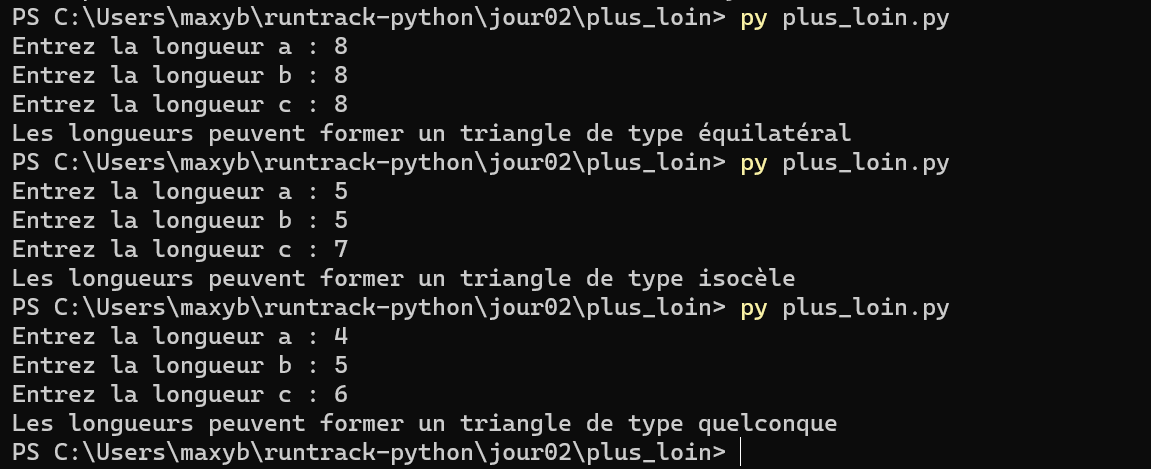 PS C:\Users\maxyb\runtrack-python\jour02\plus_loin> py plus_loin.py
Entrez la longueur a : 8
Entrez la longueur b : 8
Entrez la longueur c : 8
Les longueurs peuvent former un triangle de type équilatéral
PS C:\Users\maxyb\runtrack-python\jour02\plus_loin> py plus_loin.py
Entrez la longueur a : 5
Entrez la longueur b : 5
Entrez la longueur c : 7
Les longueurs peuvent former un triangle de type isocèle
PS C:\Users\maxyb\runtrack-python\jour02\plus_loin> py plus_loin.py
Entrez la longueur a : 4
Entrez la longueur b : 5
Entrez la longueur c : 6
Les longueurs peuvent former un triangle de type quelconque
PS C:\Users\maxyb\runtrack-python\jour02\plus_loin>